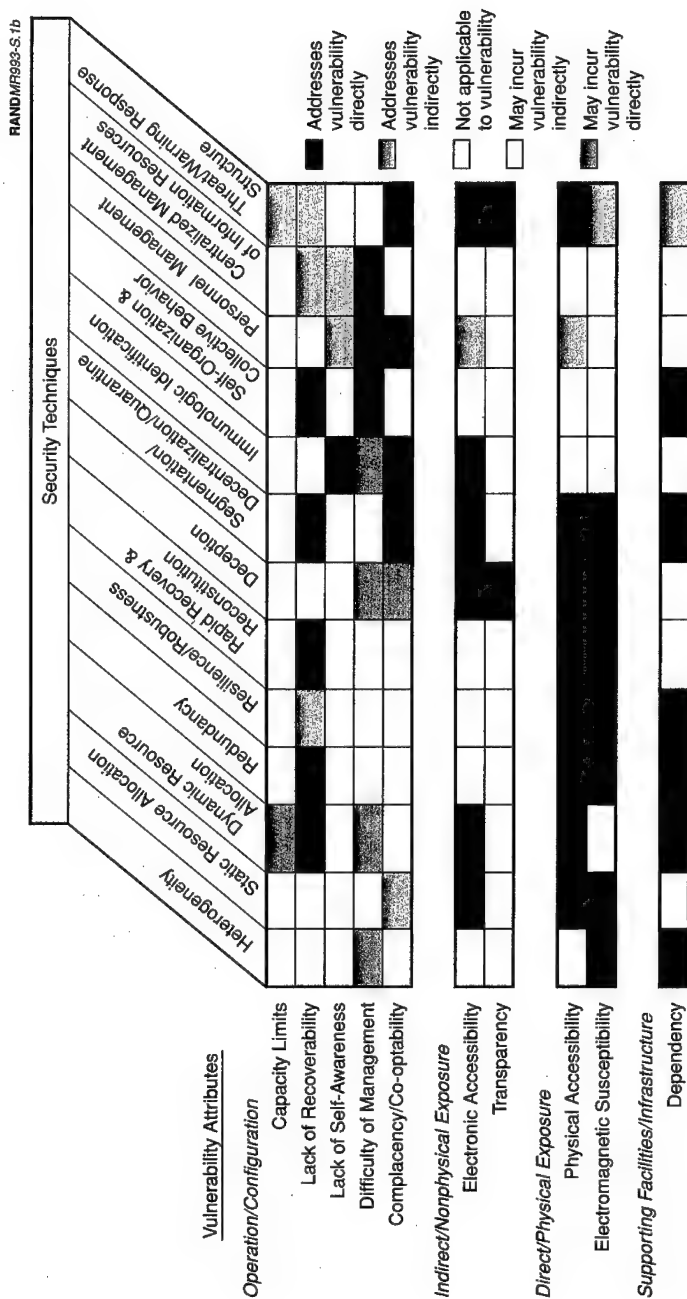 RANDMR993-S.1b
Security Techniques
Heterogeneity
Static Resource Allocation
Dynamic Resource
Allocation
Redundancy
Resilience/Robustness
Rapid Recovery &
Reconstitution
Deception
Segmentation/
Decentralization/Quarantine
Immunologic Identification
Self-Organization &
Collective Behavior
Personnel Management
Centralized Management
of Information Resources
Threat/Warning Response
Structure
Vulnerability Attributes
Operation/Configuration
Capacity Limits
Lack of Recoverability
Lack of Self-Awareness
Difficulty of Management
Complacency/Co-optability
Indirect/Nonphysical Exposure
Electronic Accessibility
Transparency
Direct/Physical Exposure
Physical Accessibility
Electromagnetic Susceptibility
Supporting Facilities/Infrastructure
Dependency
Addresses
vulnerability
directly
Addresses
vulnerability
indirectly
Not applicable
to vulnerability
May incur
vulnerability
indirectly
May incur
vulnerability
directly